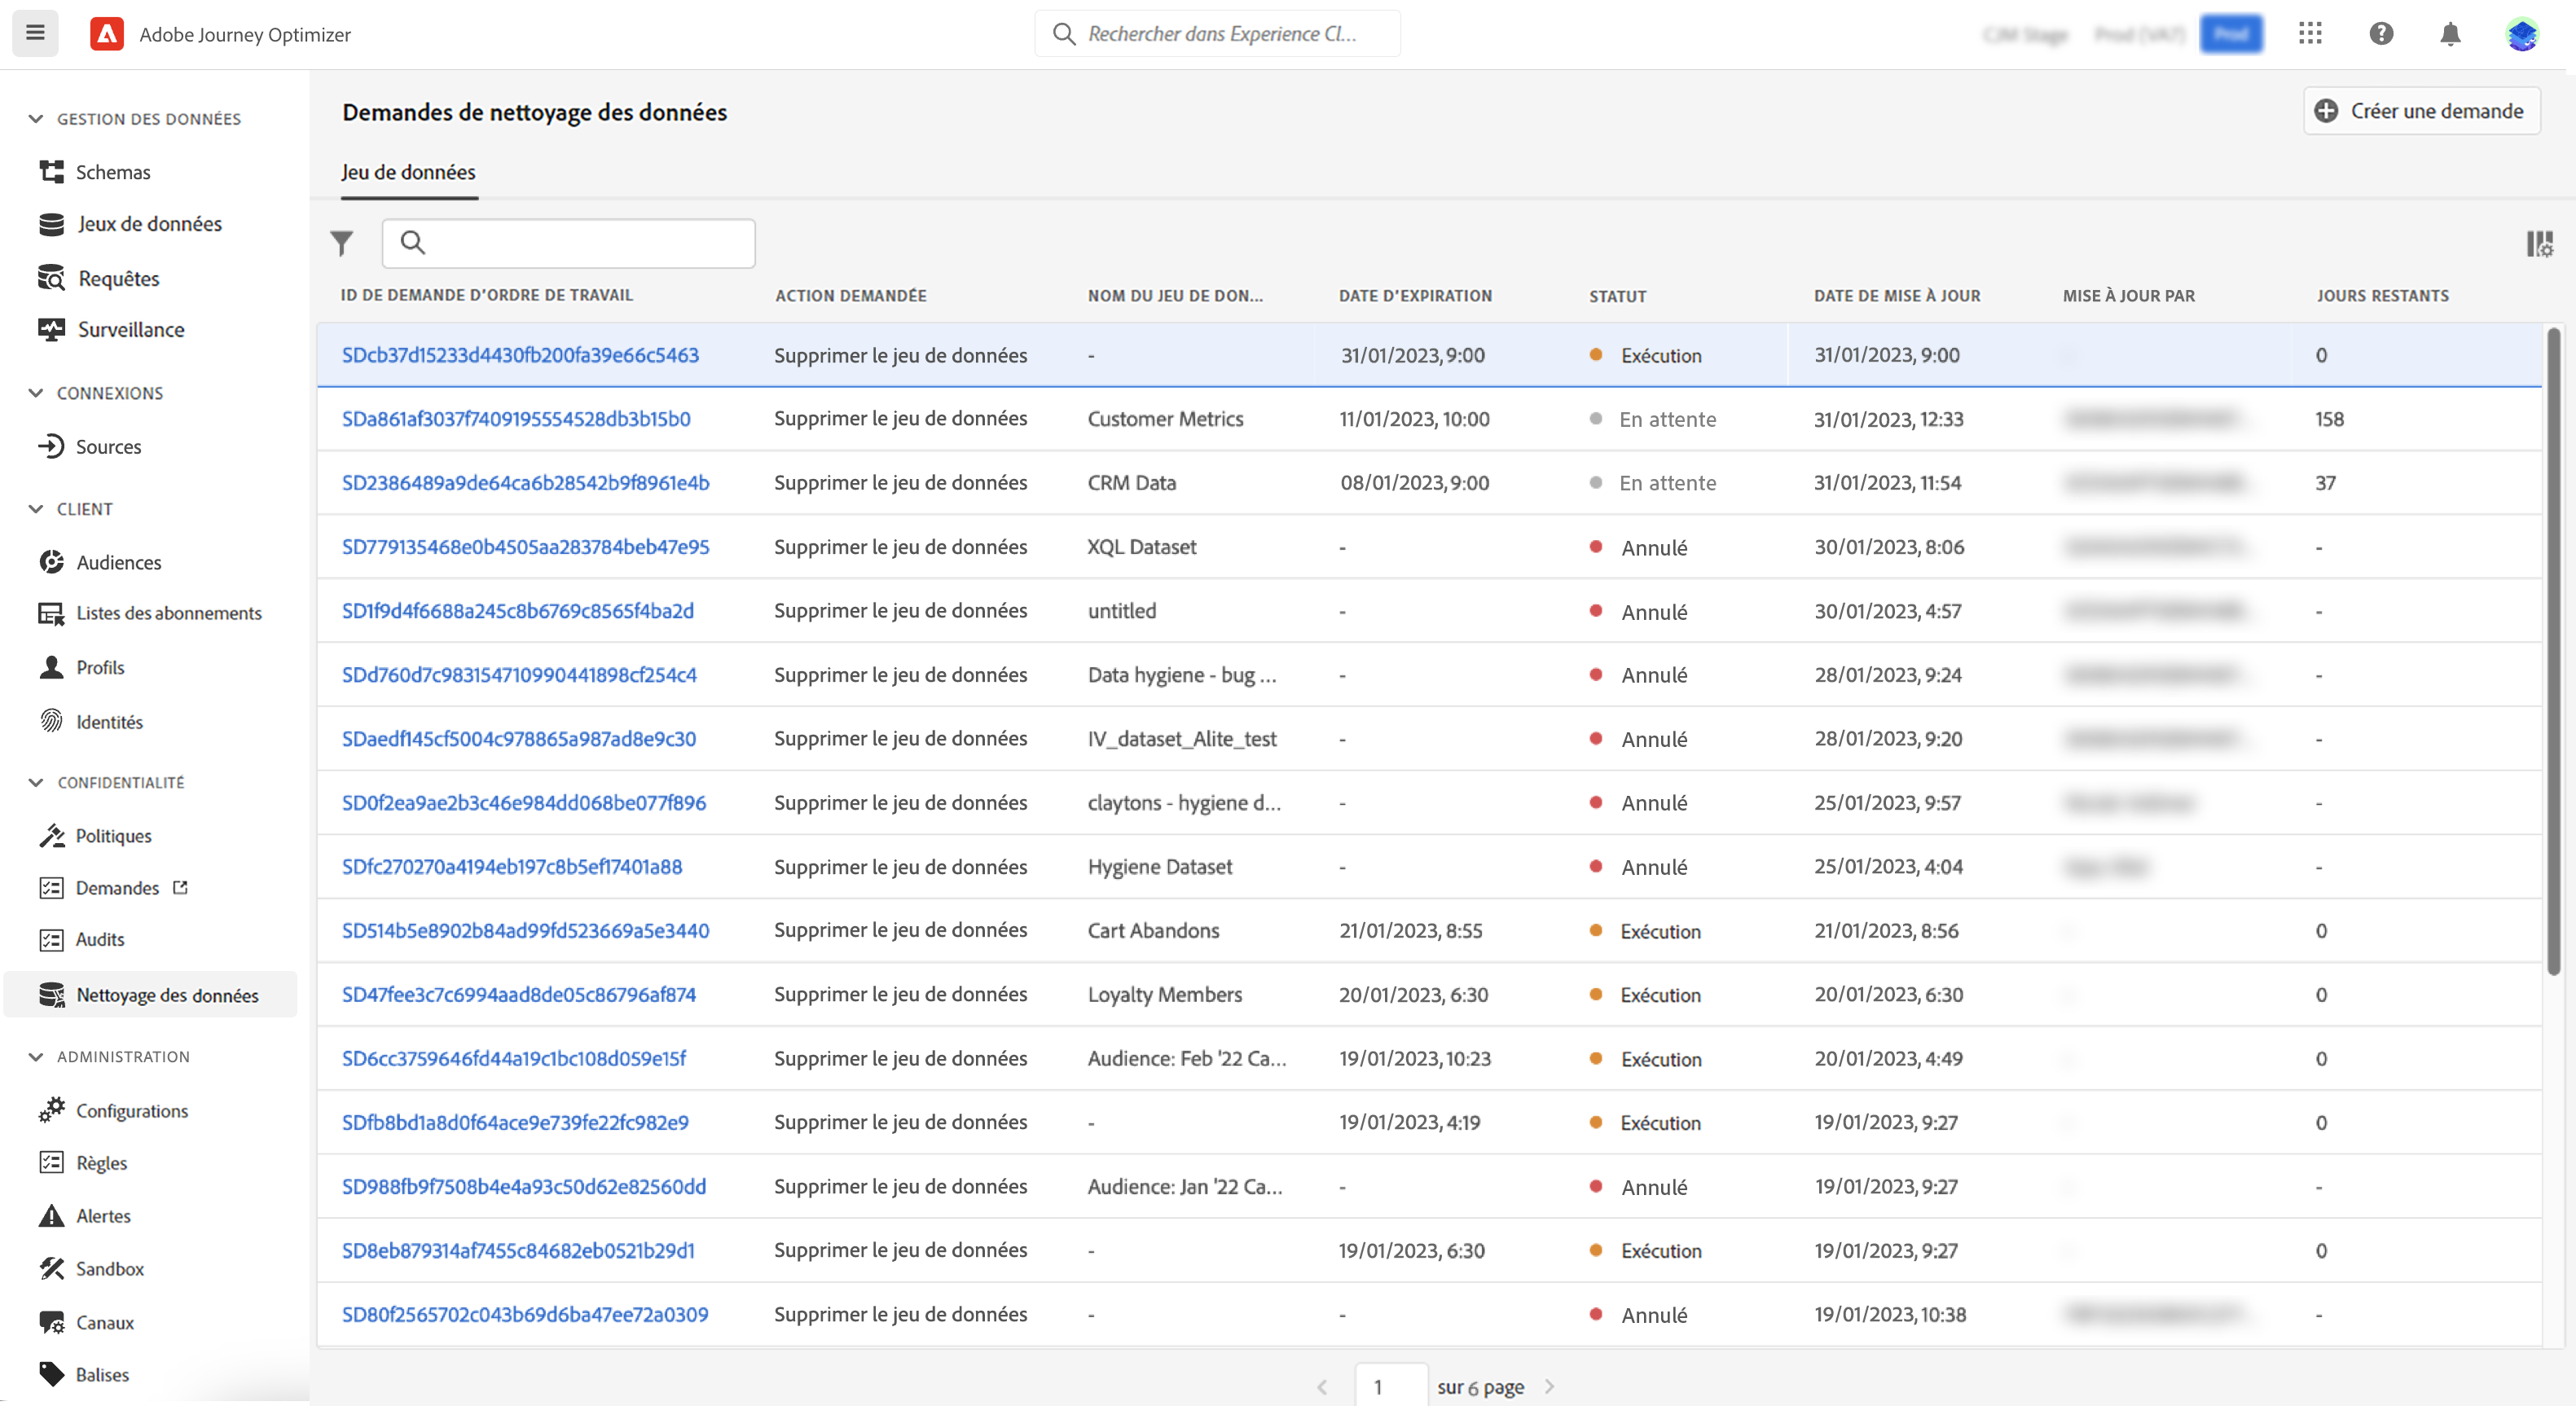 Adobe Journey Optimizer
Rechercher dans Experience Cl...
GESTION DES DONNÉES
Schemas
Jeux de données
Requêtes
Surveillance
CONNEXIONS
Sources
CLIENT
Audiences
Listes des abonnements
Profils
Identités
CONFIDENTIALITÉ
Politiques
Demandes
Audits
Nettoyage des données
ADMINISTRATION
Configurations
Règles
Alertes
Sandbox
Canaux
Balises
Demandes de nettoyage des données
Créer une demande
Jeu de données
ID DE DEMANDE D'ORDRE DE TRAVAIL ACTION DEMANDÉE NOM DU JEU DE DON... DATE D'EXPIRATION STATUT DATE DE MISE À JOUR MISE À JOUR PAR JOURS RESTANTS
SDcb37d15233d4430fb200fa39e66c5463 Supprimer le jeu de données - 31/01/2023, 9:00 Exécution 31/01/2023, 9:00 0
SDa861af3037f7409195554528db3b15b0 Supprimer le jeu de données Customer Metrics 11/01/2023, 10:00 En attente 31/01/2023, 12:33 158
SD2386489a9de64ca6b28542b9f8961e4b Supprimer le jeu de données CRM Data 08/01/2023, 9:00 En attente 31/01/2023, 11:54 37
SD779135468e0b4505aa283784beb47e95 Supprimer le jeu de données XQL Dataset - Annulé 30/01/2023, 8:06 -
SD1f9d4f6688a245c8b6769c8565f4ba2d Supprimer le jeu de données untitled - Annulé 30/01/2023, 4:57 -
SDd760d7c983154710990441898cf254c4 Supprimer le jeu de données Data hygiene - bug ... - Annulé 28/01/2023, 9:24 -
SDaedf145cf5004c978865a987ad8e9c30 Supprimer le jeu de données IV_dataset_Alite_test - Annulé 28/01/2023, 9:20 -
SD0f2ea9ae2b3c46e984dd068be077f896 Supprimer le jeu de données claytons - hygiene d... - Annulé 25/01/2023, 9:57 -
SDfc270270a4194eb197c8b5ef17401a88 Supprimer le jeu de données Hygiene Dataset - Annulé 25/01/2023, 4:04 -
SD514b5e8902b84ad99fd523669a5e3440 Supprimer le jeu de données Cart Abandons 21/01/2023, 8:55 Exécution 21/01/2023, 8:56 0
SD47fee3c7c6994aad8de05c86796af874 Supprimer le jeu de données Loyalty Members 20/01/2023, 6:30 Exécution 20/01/2023, 6:30 0
SD6cc3759646fd44a19c1bc108d059e15f Supprimer le jeu de données Audience: Feb '22 Ca... 19/01/2023, 10:23 Exécution 20/01/2023, 4:49 0
SDfb8bd1a8d0f64ace9e739fe22fc982e9 Supprimer le jeu de données - 19/01/2023, 4:19 Exécution 19/01/2023, 9:27 0
SD988fb9f7508b4e4a93c50d62e82560dd Supprimer le jeu de données Audience: Jan '22 Ca... - Annulé 19/01/2023, 9:27 -
SD8eb879314af7455c84682eb0521b29d1 Supprimer le jeu de données - 19/01/2023, 6:30 Exécution 19/01/2023, 9:27 0
SD80f2565702c043b69d6ba47ee72a0309 Supprimer le jeu de données - - Annulé 19/01/2023, 10:38 -
1 sur 6 page